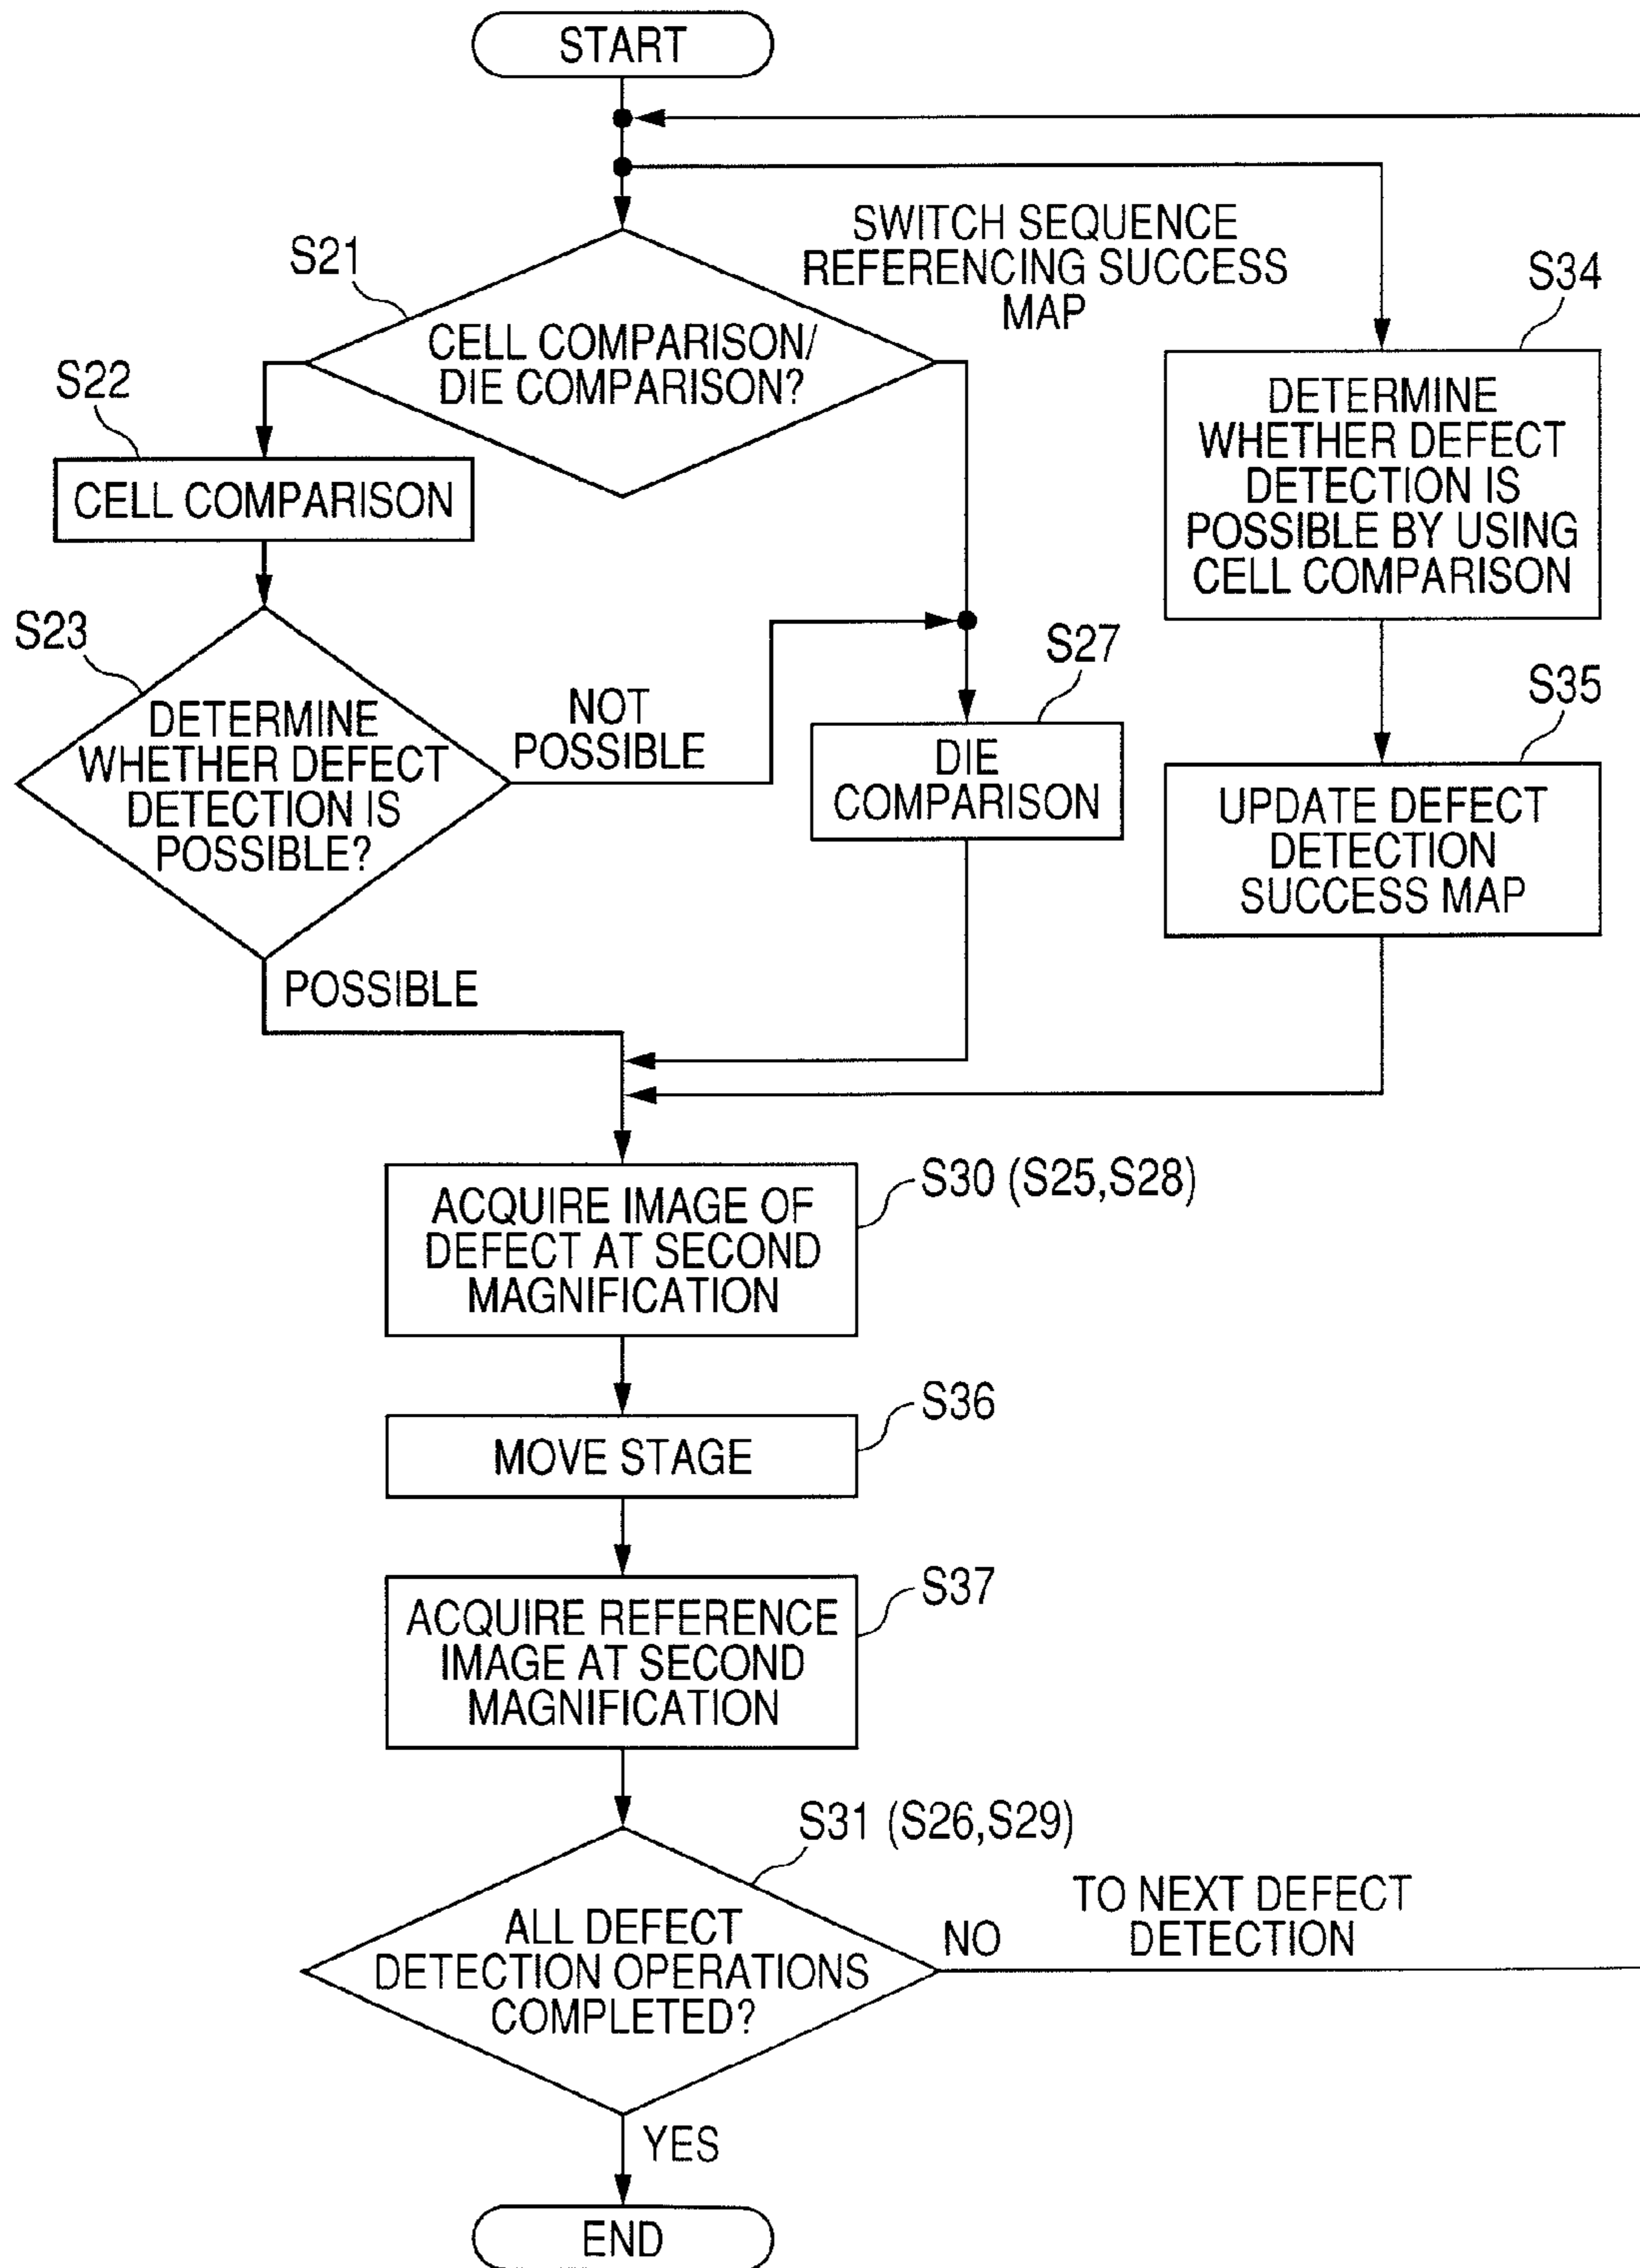 START
SWITCH SEQUENCE
REFERENCING SUCCESS
MAP
S21
CELL COMPARISON/
DIE COMPARISON?
S34
DETERMINE
WHETHER DEFECT
DETECTION IS
POSSIBLE BY USING
CELL COMPARISON
S22
CELL COMPARISON
S23
DETERMINE
WHETHER DEFECT
DETECTION IS
POSSIBLE?
NOT
POSSIBLE
S27
DIE
COMPARISON
S35
UPDATE DEFECT
DETECTION
SUCCESS MAP
POSSIBLE
S30 (S25,S28)
ACQUIRE IMAGE OF
DEFECT AT SECOND
MAGNIFICATION
S36
MOVE STAGE
S37
ACQUIRE REFERENCE
IMAGE AT SECOND
MAGNIFICATION
S31 (S26,S29)
ALL DEFECT
DETECTION OPERATIONS
COMPLETED?
NO
TO NEXT DEFECT
DETECTION
YES
END